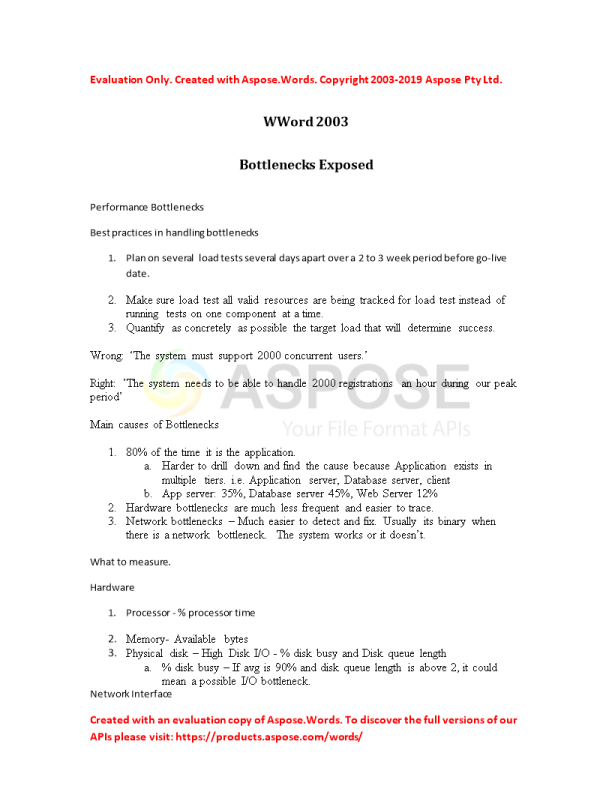 Evaluation Only. Created with Aspose.Words. Copyright 2003-2019 Aspose Pty Ltd.
WWord 2003
Bottlenecks Exposed
Performance Bottlenecks
Best practices in handling bottlenecks
1. Plan on several load tests several days apart over a 2 to 3 week period before go-live
date.
2. Make sure load test all valid resources are being tracked for load test instead of
running tests on one component at a time.
3. Quantify as concretely as possible the target load that will determine success.
Wrong: ‘The system must support 2000 concurrent users.’
Right: ‘The system needs to be able to handle 2000 registrations an hour during our peak
period’
ASPOSE
Your File Format APIs
Main causes of Bottlenecks
1. 80% of the time it is the application.
a. Harder to drill down and find the cause because Application exists in
multiple tiers. i.e. Application server, Database server, client
b. App server: 35%, Database server 45%, Web Server 12%
2. Hardware bottlenecks are much less frequent and easier to trace.
3. Network bottlenecks – Much easier to detect and fix. Usually its binary when
there is a network bottleneck. The system works or it doesn’t.
What to measure.
Hardware
1. Processor - % processor time
2. Memory- Available bytes
3. Physical disk – High Disk I/O - % disk busy and Disk queue length
a. % disk busy – If avg is 90% and disk queue length is above 2, it could
mean a possible I/O bottleneck.
Network Interface
Created with an evaluation copy of Aspose.Words. To discover the full versions of our
APIs please visit: https://products.aspose.com/words/